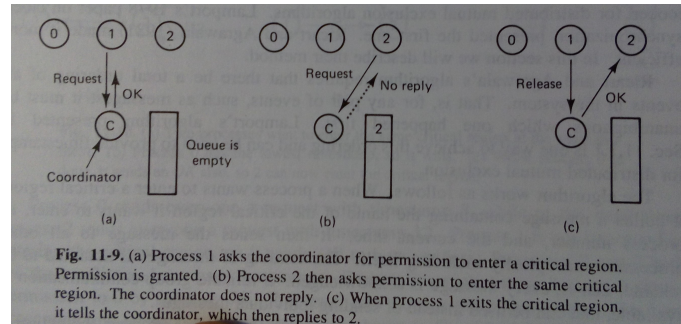 0 1 2 0 1 2 0 1 2
Request OK Request No reply Release OK
C C 2 C
Queue is
empty
Coordinator
(a) (b) (c)
Fig. 11-9. (a) Process 1 asks the coordinator for permission to enter a critical region.
Permission is granted. (b) Process 2 then asks permission to enter the same critical
region. The coordinator does not reply. (c) When process 1 exits the critical region,
it tells the coordinator, which then replies to 2.